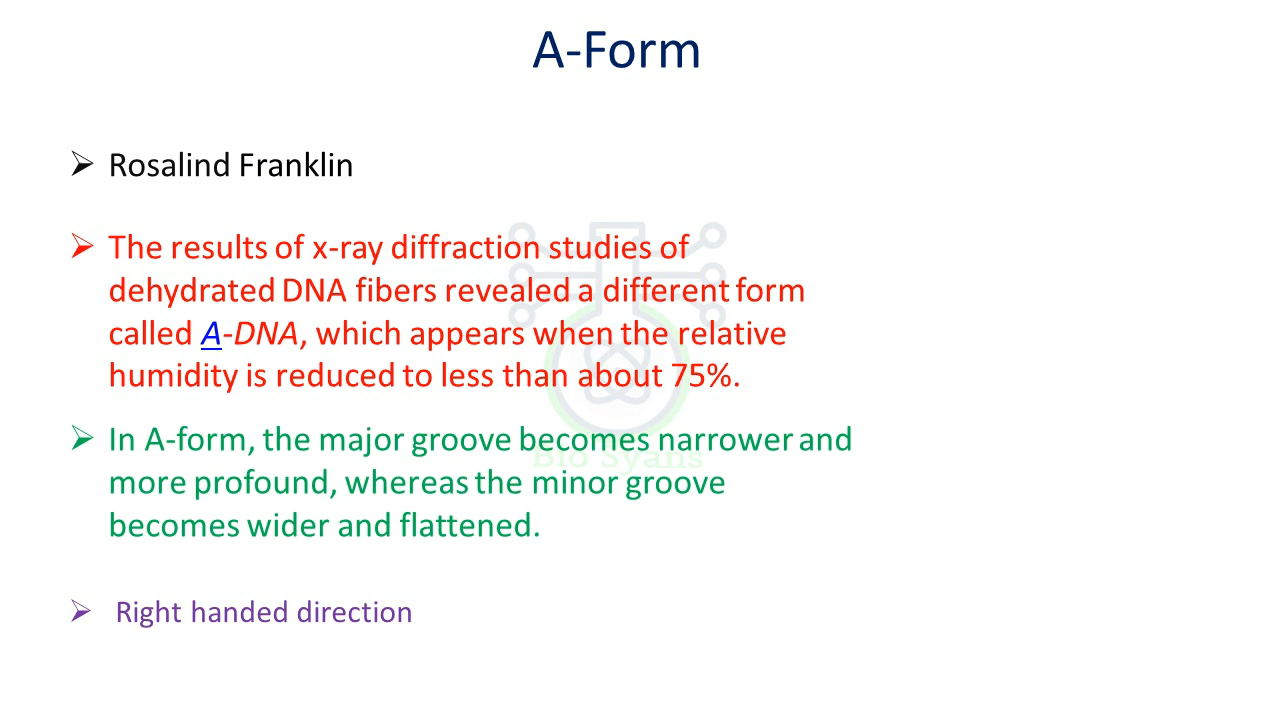 A-Form
Rosalind Franklin
The results of x-ray diffraction studies of
dehydrated DNA fibers revealed a different form
called A-DNA, which appears when the relative
humidity is reduced to less than about 75%.
In A-form, the major groove becomes narrower and
Bio Syans
more profound, whereas the minor groove
becomes wider and flattened.
Right handed direction